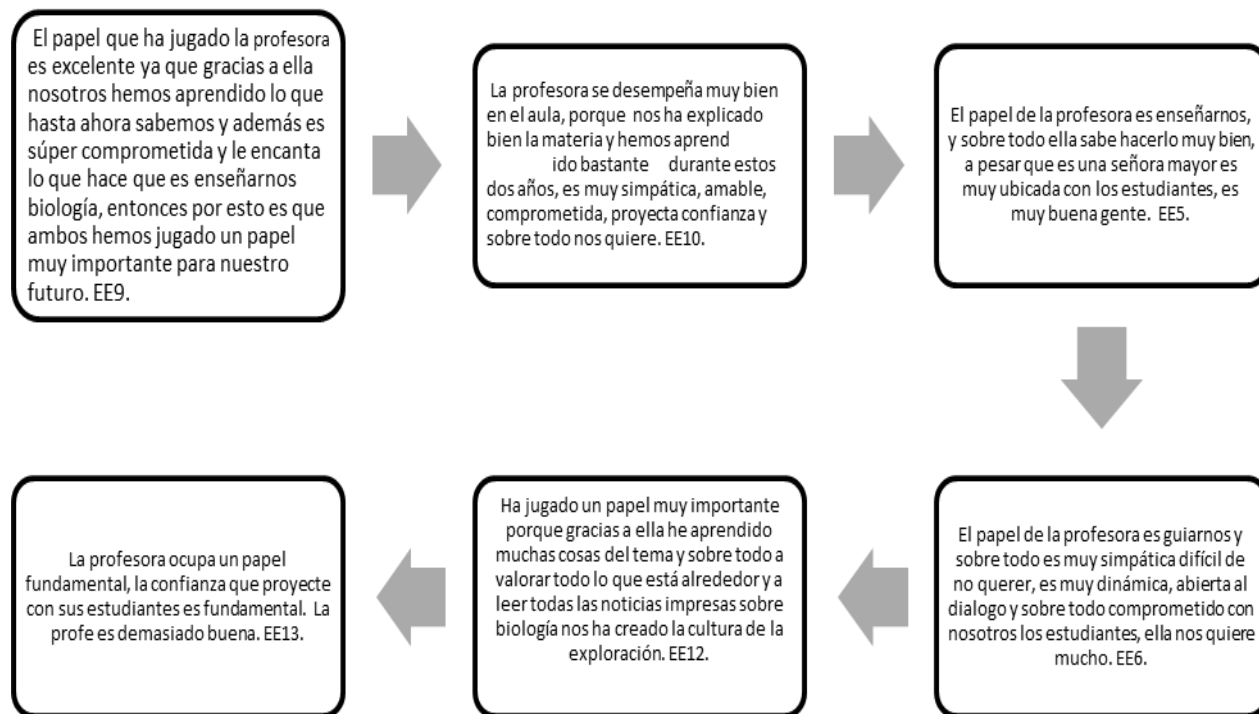 El papel que ha jugado la profesora
es excelente ya que gracias a ella
nosotros hemos aprendido lo que
hasta ahora sabemos y además es
súper comprometida y le encanta
lo que hace que es enseñarnos
biología, entonces por esto es que
ambos hemos jugado un papel
muy importante para nuestro
futuro. EE9.
La profesora se desempeña muy bien
en el aula, porque nos ha explicado
bien la materia y hemos aprend
ido bastante durante estos
dos años, es muy simpática, amable,
comprometida, proyecta confianza y
sobre todo nos quiere. EE10.
El papel de la profesora es enseñarnos,
y sobre todo ella sabe hacerlo muy bien,
a pesar que es una señora mayor es
muy ubicada con los estudiantes, es
muy buena gente. EE5.
El papel de la profesora es guiarnos y
sobre todo es muy simpática difícil de
no querer, es muy dinámica, abierta al
dialogo y sobre todo comprometido con
nosotros los estudiantes, ella nos quiere
mucho. EE6.
Ha jugado un papel muy importante
porque gracias a ella he aprendido
muchas cosas del tema y sobre todo a
valorar todo lo que está alrededor y a
leer todas las noticias impresas sobre
biología nos ha creado la cultura de la
exploración. EE12.
La profesora ocupa un papel
fundamental, la confianza que proyecte
con sus estudiantes es fundamental. La
profe es demasiado buena. EE13.